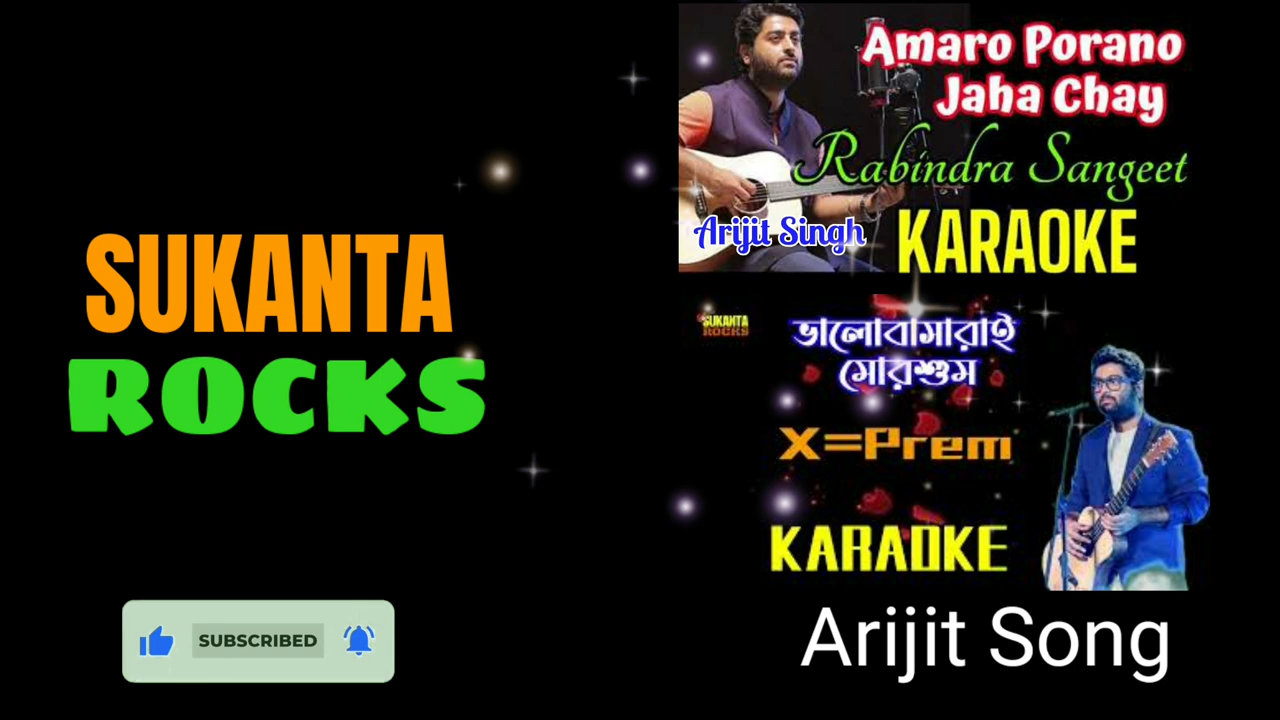 SUKANTA
ROCKS
SUBSCRIBED
Amaro Porano
Jaha Chay
Rabindra Sangeet
Arijit Singh
KARAOKE
SUKANTA
ROCKS
ভালোবাসারাই
মোরশুম
X=Prem
KARAOKE
Arijit Song